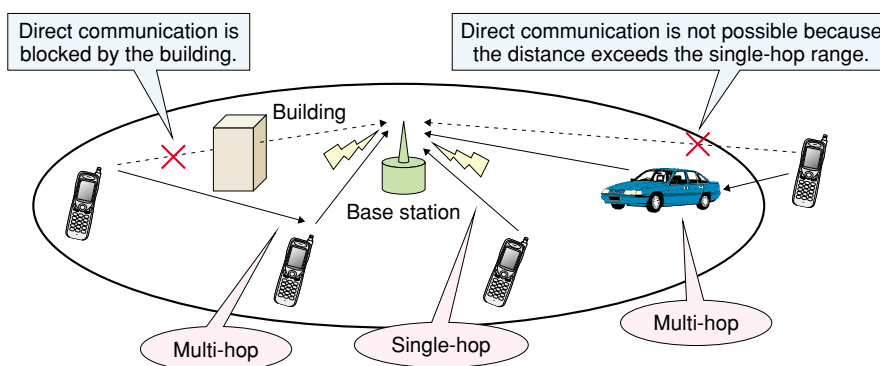 Direct communication is
blocked by the building.
Direct communication is not possible because
the distance exceeds the single-hop range.
Building
Base station
Multi-hop
Single-hop
Multi-hop